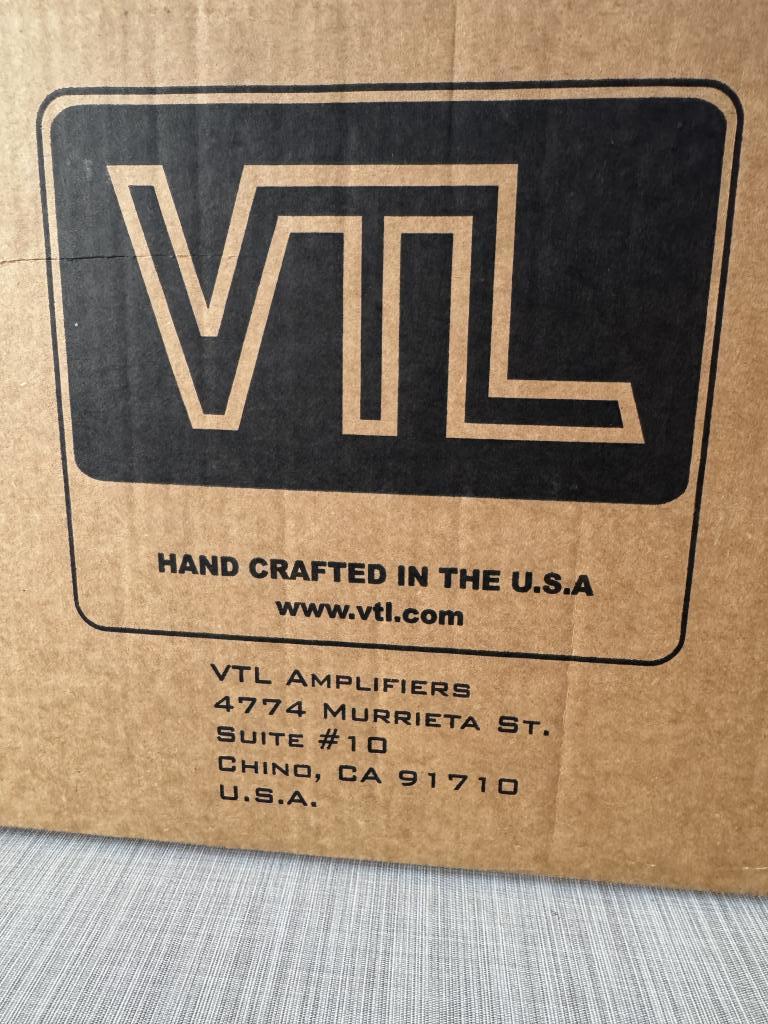 VTL
HAND CRAFTED IN THE U.S.A
www.vtl.com
VTL AMPLIFIERS
4774 MURRIETA ST.
SUITE #10
CHINO, CA 91710
U.S.A.